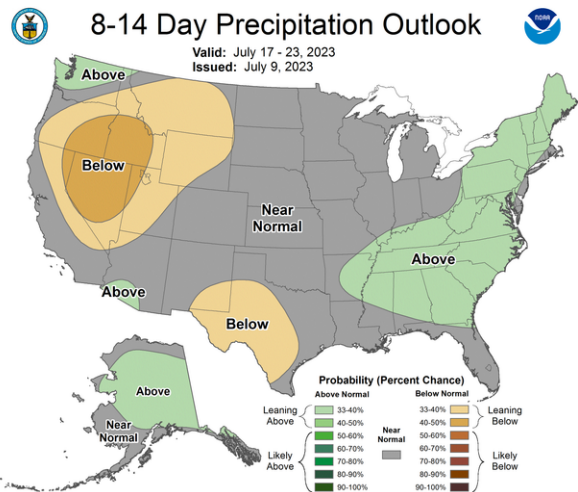 8-14 Day Precipitation Outlook
NOAA
Valid: July 17 - 23, 2023
Issued: July 9, 2023
Above
Below
Near
Normal
Above
Above
Below
Above
Near
Normal
Probability (Percent Chance)
Above Normal
Below Normal
Leaning
Above
33-40%
40-50%
Likely
Above
50-60%
60-70%
70-80%
80-90%
90-100%
Near
Normal
33-40%
40-50%
Leaning
Below
50-60%
60-70%
70-80%
80-90%
90-100%
Likely
Below